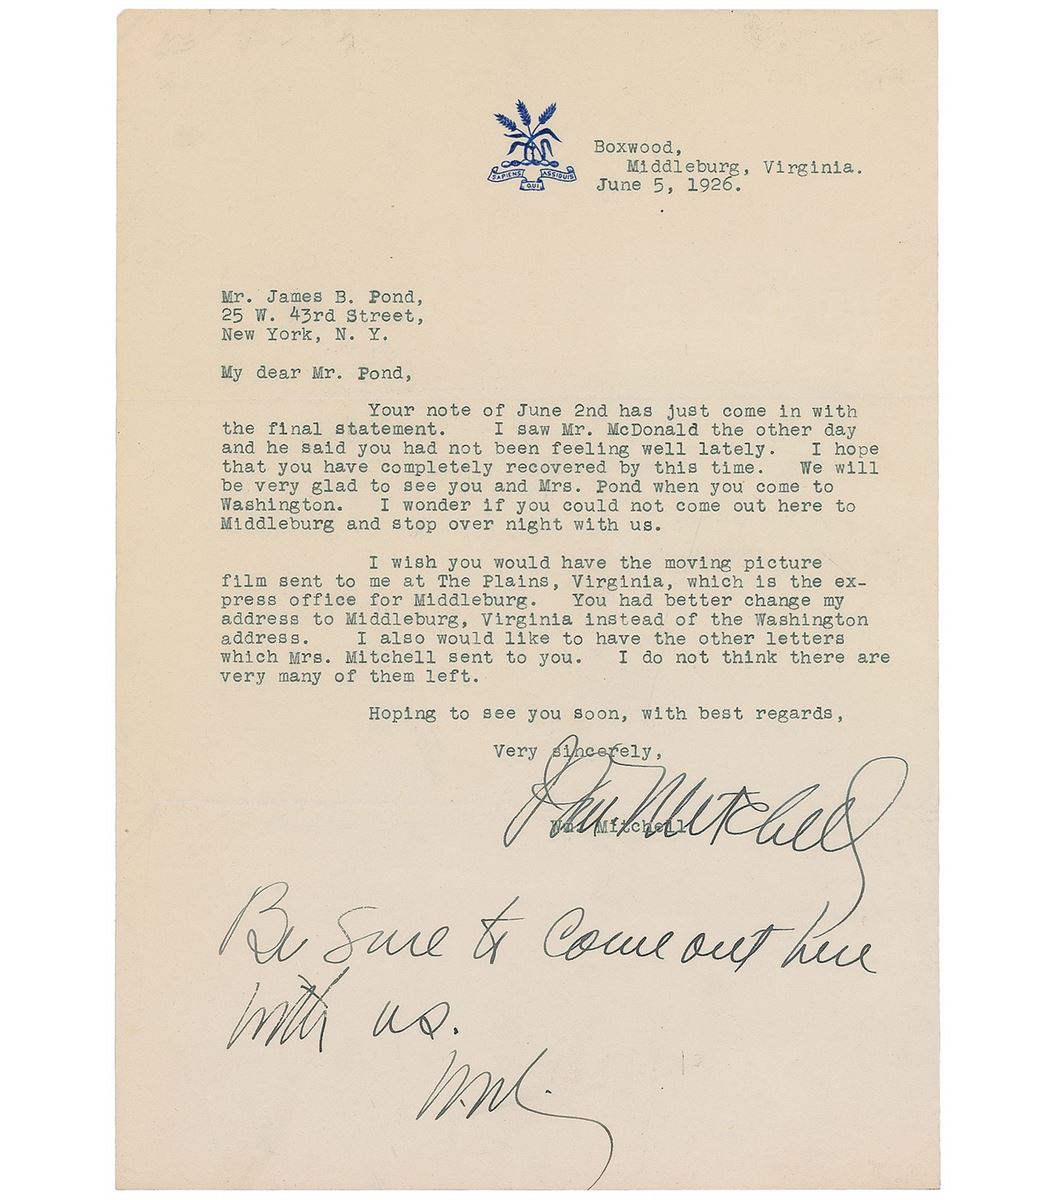 SAPIENS QUI ASSIDUIS
Boxwood,
Middleburg, Virginia.
June 5, 1926.
Mr. James B. Pond,
25 W. 43rd Street,
New York, N. Y.
My dear Mr. Pond,
Your note of June 2nd has just come in with
the final statement. I saw Mr. McDonald the other day
and he said you had not been feeling well lately. I hope
that you have completely recovered by this time. We will
be very glad to see you and Mrs. Pond when you come to
Washington. I wonder if you could not come out here to
Middleburg and stop over night with us.
I wish you would have the moving picture
film sent to me at The Plains, Virginia, which is the ex-
press office for Middleburg. You had better change my
address to Middleburg, Virginia instead of the Washington
address. I also would like to have the other letters
which Mrs. Mitchell sent to you. I do not think there are
very many of them left.
Hoping to see you soon, with best regards,
Very sincerely,
Wm. Mitchell
Wm. Mitchell
Be sure to come out here
with us.
W.M.